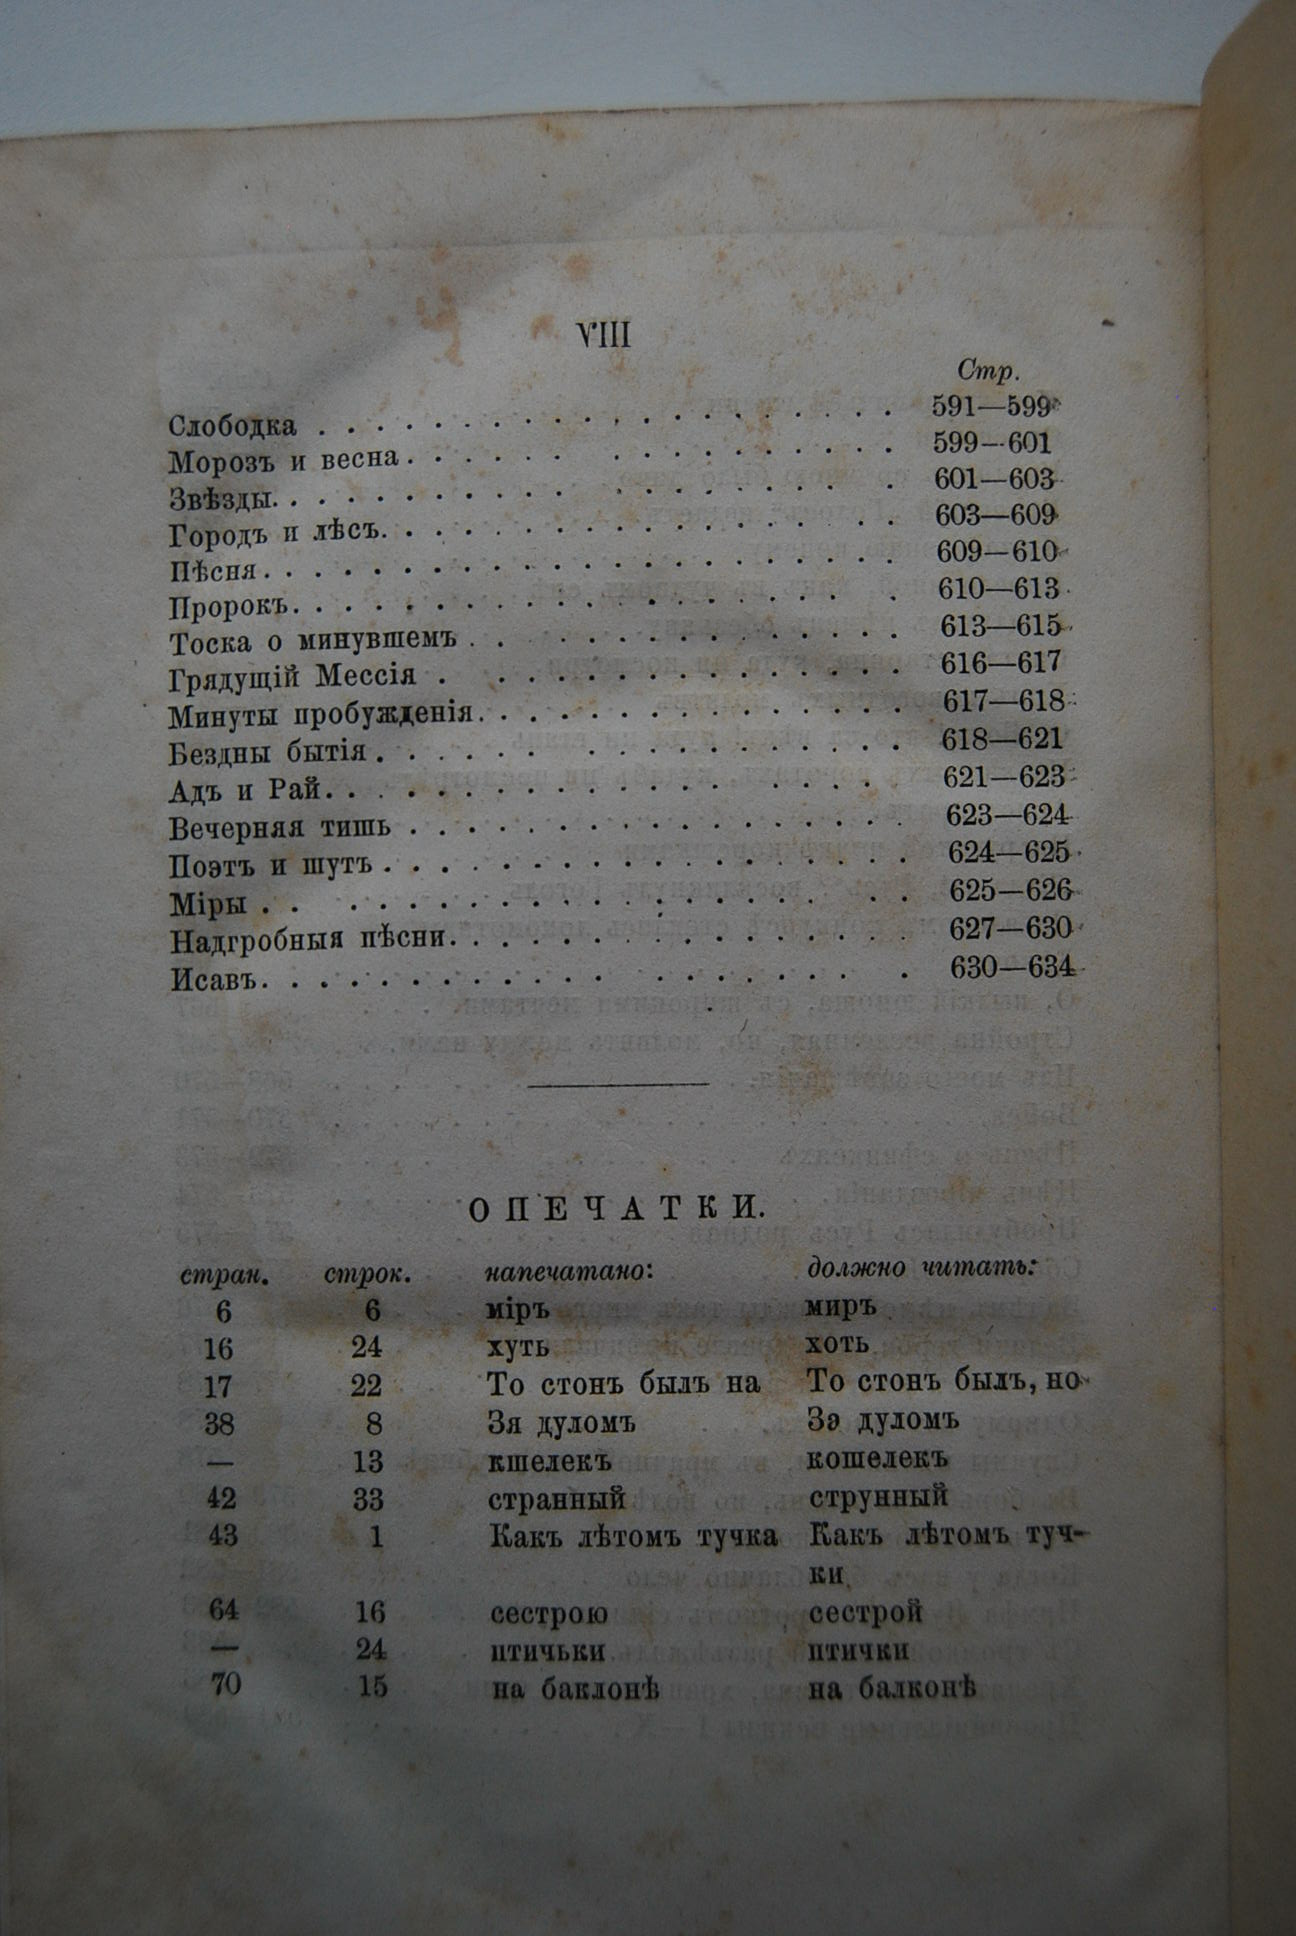 VIII
Стр.
Слободка . . . . . . . . . . . . . . . . . . . . 591—599
Морозъ и весна . . . . . . . . . . . . . . . . 599—601
Звѣзды. . . . . . . . . . . . . . . . . . . . 601—603
Городъ и лѣсъ. . . . . . . . . . . . . . . . . 603—609
Пѣсня. . . . . . . . . . . . . . . . . . . . . 609—610
Пророкъ. . . . . . . . . . . . . . . . . . . . 610—613
Тоска о минувшемъ . . . . . . . . . . . . . . 613—615
Грядущій Мессія . . . . . . . . . . . . . . . 616—617
Минуты пробужденія. . . . . . . . . . . . . . 617—618
Бездны бытія . . . . . . . . . . . . . . . . . 618—621
Адъ и Рай. . . . . . . . . . . . . . . . . . . 621—623
Вечерняя тишь . . . . . . . . . . . . . . . . 623—624
Поэтъ и шутъ . . . . . . . . . . . . . . . . . 624—625
Міры . . . . . . . . . . . . . . . . . . . . . 625—626
Надгробныя пѣсни. . . . . . . . . . . . . . . 627—630
Исавъ. . . . . . . . . . . . . . . . . . . . . 630—634
ОПЕЧАТКИ.
стран. строк. напечатано: должно читать:
6 6 міръ миръ
16 24 хуть хоть
17 22 То стонъ былъ на То стонъ былъ, но
38 8 Зя дуломъ За дуломъ
— 13 кшелекъ кошелекъ
42 33 странный струнный
43 1 Какъ лѣтомъ тучка Какъ лѣтомъ туч-
ки
64 16 сестрою сестрой
— 24 птичьки птички
70 15 на баклонѣ на балконѣ